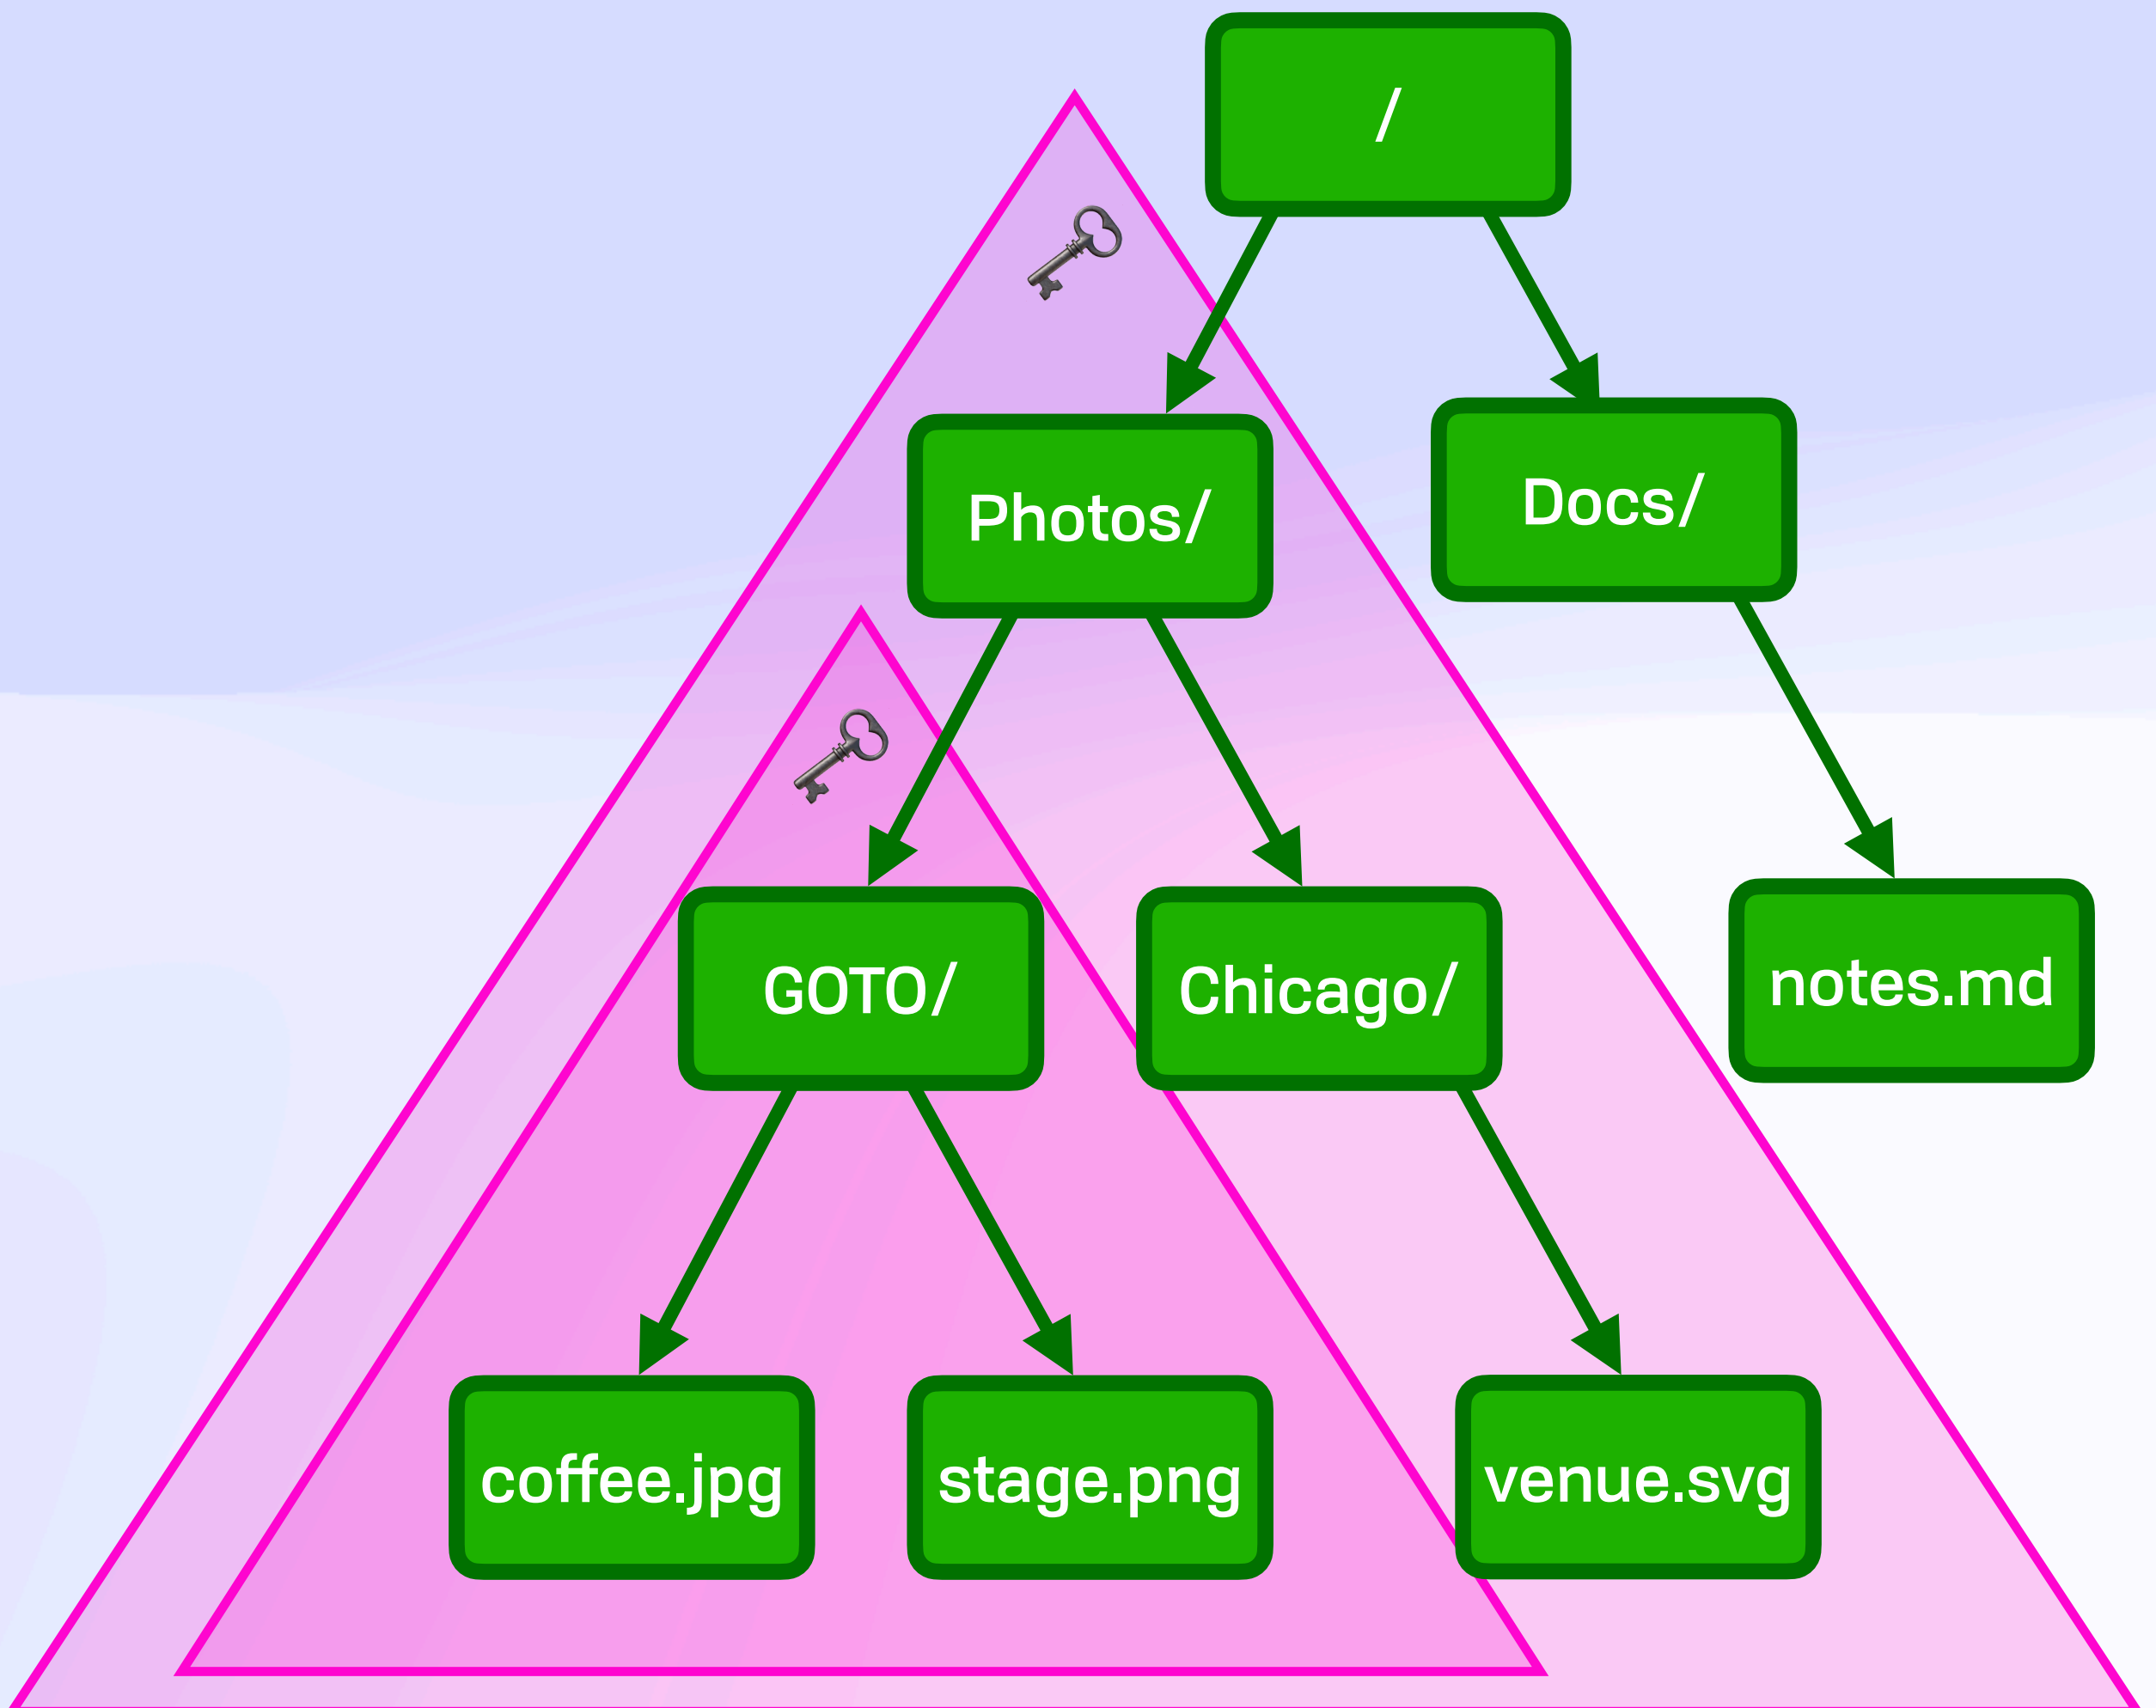 /
Photos/
Docs/
GOTO/
Chicago/
notes.md
coffee.jpg
stage.png
venue.svg